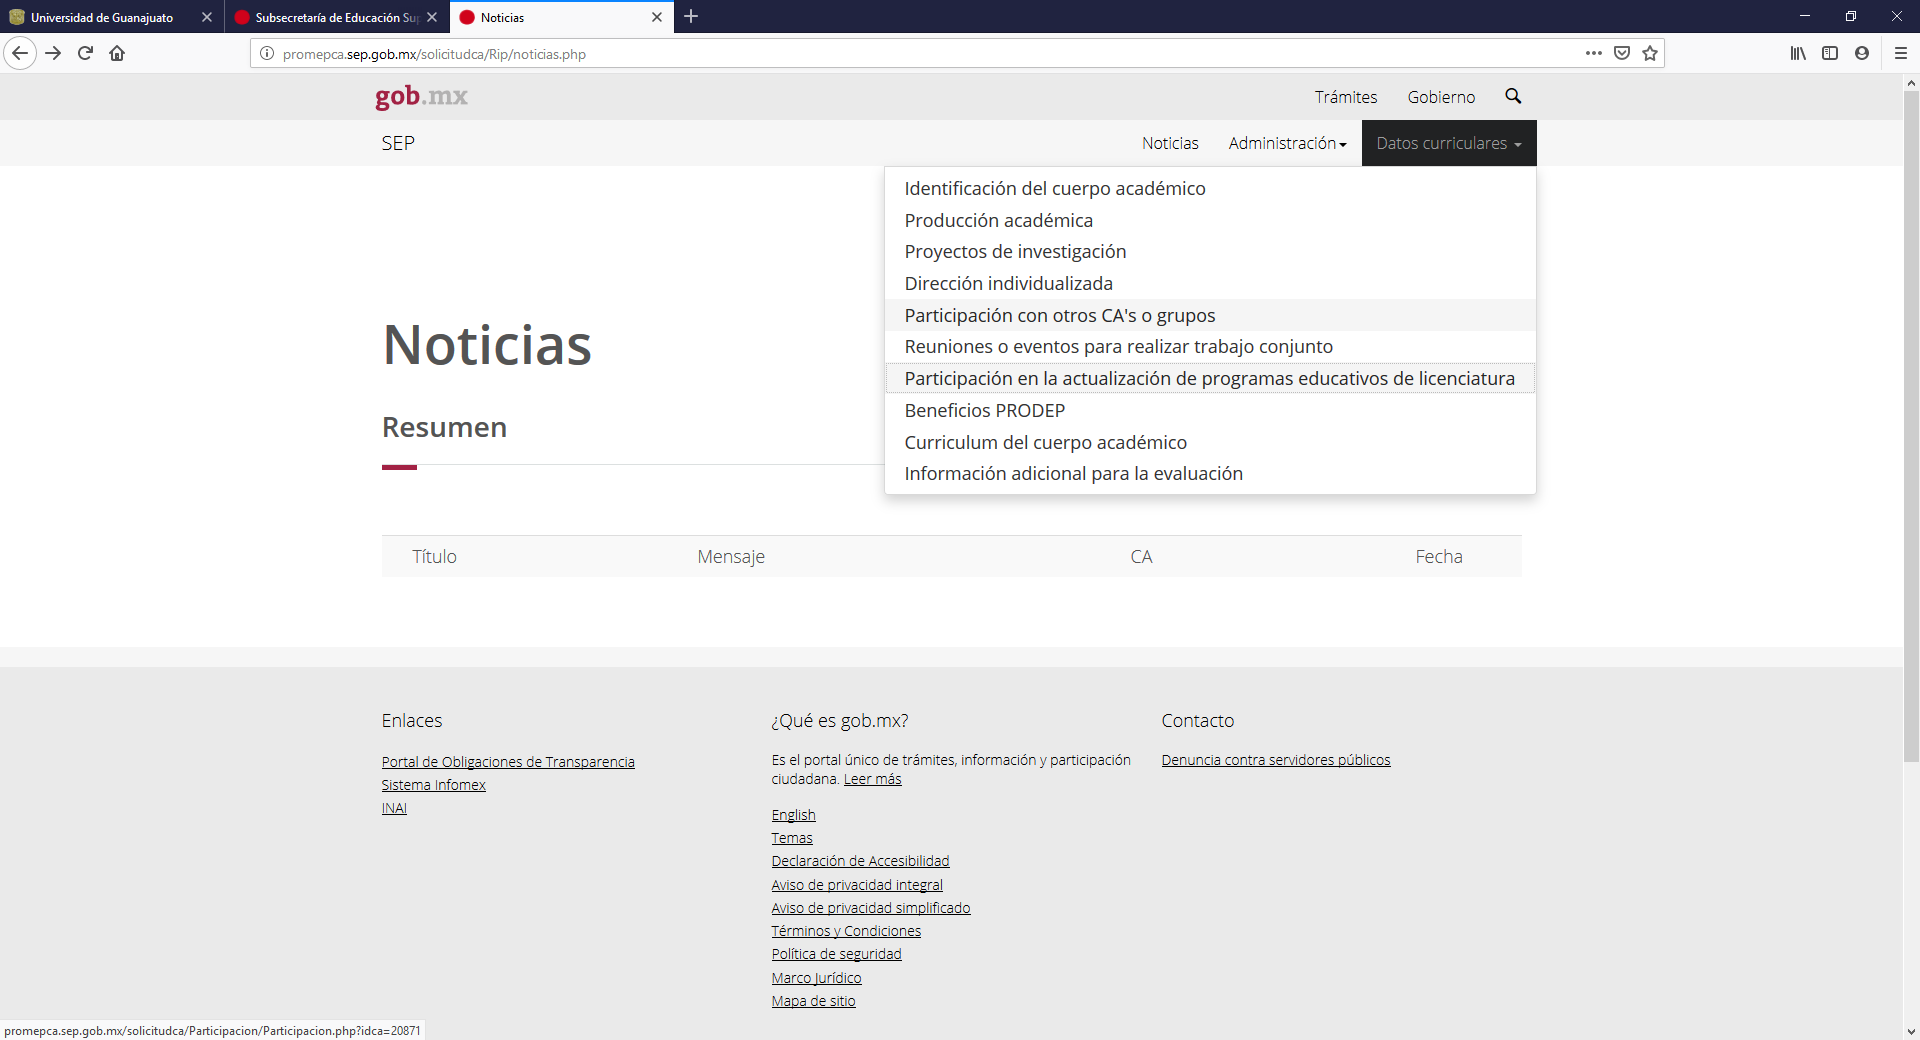 Universidad de Guanajuato
Subsecretaría de Educación Sup
Noticias
promepca.sep.gob.mx/solicitudca/Rip/noticias.php
gob.mx
Trámites
Gobierno
SEP
Noticias
Administración
Datos curriculares
Identificación del cuerpo académico
Producción académica
Proyectos de investigación
Dirección individualizada
Participación con otros CA's o grupos
Reuniones o eventos para realizar trabajo conjunto
Participación en la actualización de programas educativos de licenciatura
Beneficios PRODEP
Curriculum del cuerpo académico
Información adicional para la evaluación
Noticias
Resumen
Título
Mensaje
CA
Fecha
Enlaces
Portal de Obligaciones de Transparencia
Sistema Infomex
INAI
¿Qué es gob.mx?
Es el portal único de trámites, información y participación
ciudadana. Leer más
English
Temas
Declaración de Accesibilidad
Aviso de privacidad integral
Aviso de privacidad simplificado
Términos y Condiciones
Política de seguridad
Marco Jurídico
Mapa de sitio
Contacto
Denuncia contra servidores públicos
promepca.sep.gob.mx/solicitudca/Participacion/Participacion.php?idca=20871